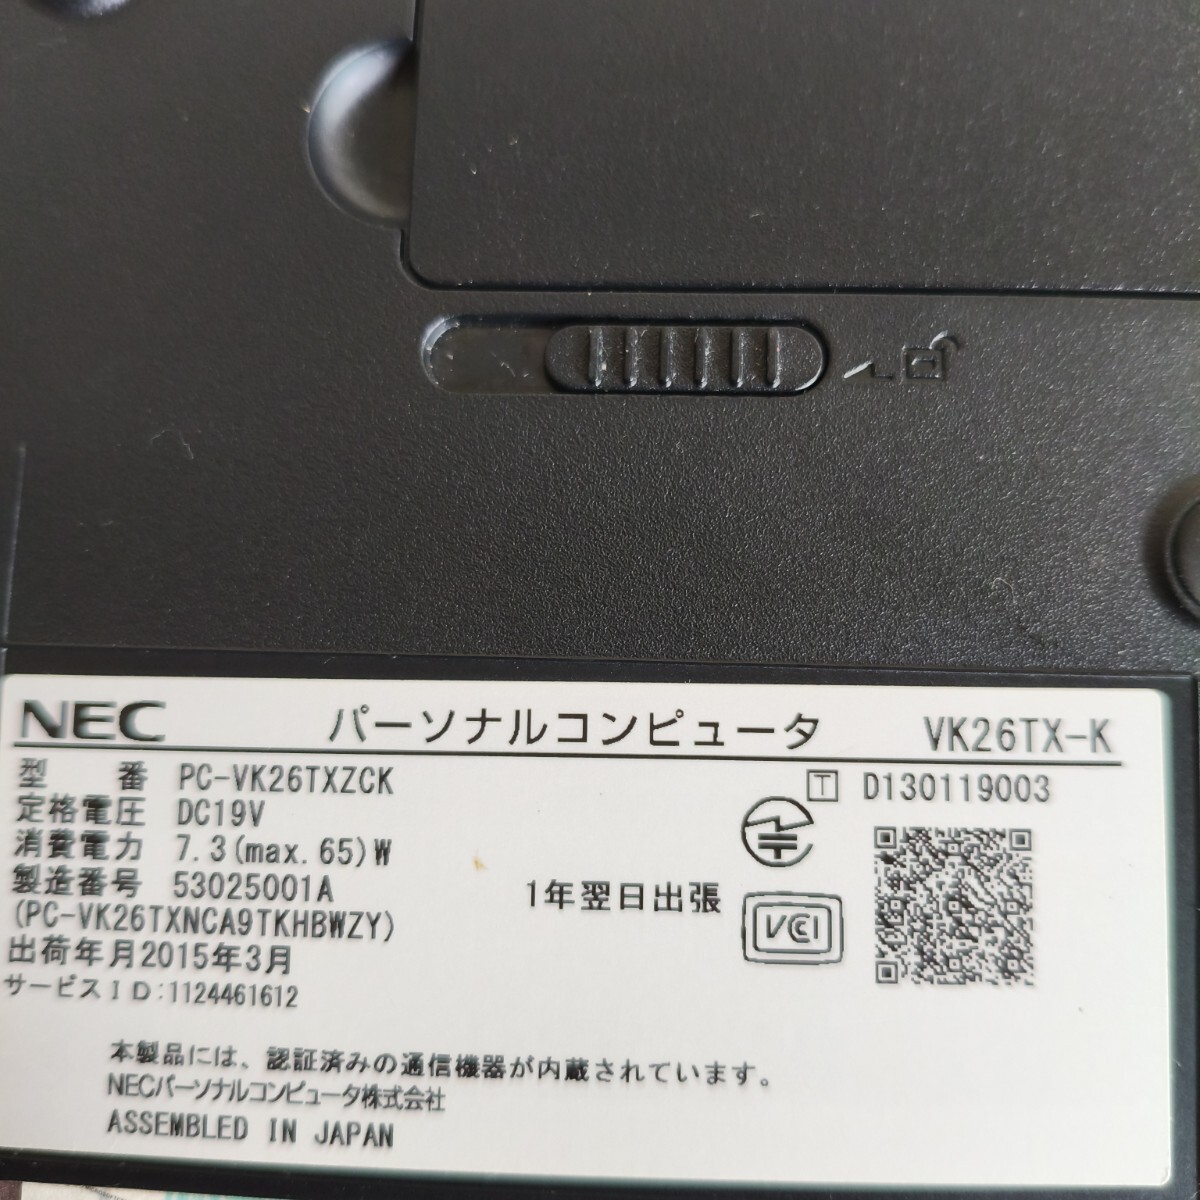 NEC パーソナルコンピュータ VK26TX-K
型 番 PC-VK26TXZCK
T D130119003
定格電圧 DC19V
消費電力 7.3(max.65)W
製造番号 53025001A
1年翌日出張
VCCI
(PC-VK26TXNCA9TKHBWZY)
出荷年月2015年3月
サービスID:1124461612
本製品には、認証済みの通信機器が内蔵されています。
NECパーソナルコンピュータ株式会社
ASSEMBLED IN JAPAN